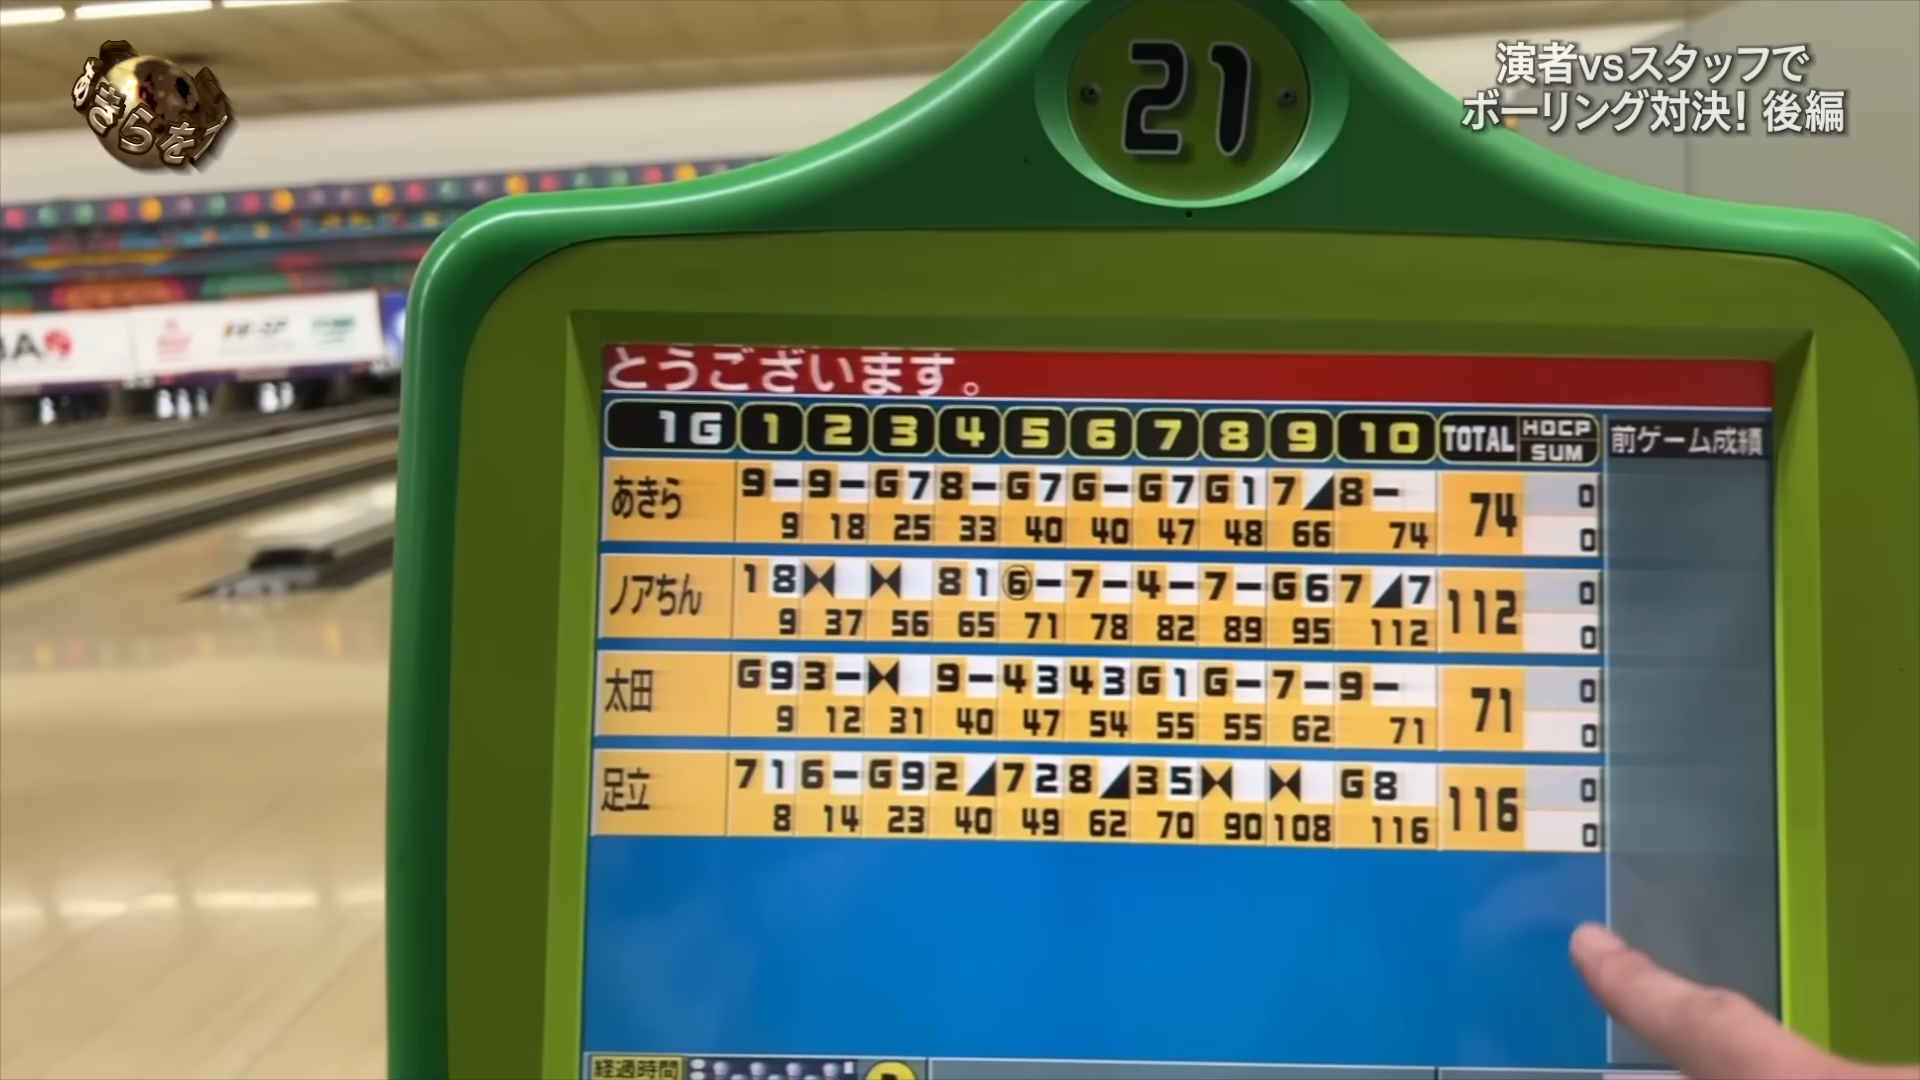 あきらを
演者vsスタッフで
ボーリング対決！ 後編
21
とうございます。
1G 1 2 3 4 5 6 7 8 9 10 TOTAL HDCP SUM 前ゲーム成績
あきら 9 - 9 - G 7 8 - G 7 G - G 7 G 1 7 ◢ 8 - 74 0
9 18 25 33 40 40 47 48 66 74 0
ノアちん 1 8 ⧓ ⧓ 8 1 ⑥ - 7 - 4 - 7 - G 6 7 ◢ 7 112 0
9 37 56 65 71 78 82 89 95 112 0
太田 G 9 3 - ⧓ 9 - 4 3 4 3 G 1 G - 7 - 9 - 71 0
9 12 31 40 47 54 55 55 62 71 0
足立 7 1 6 - G 9 2 ◢ 7 2 8 ◢ 3 5 ⧓ ⧓ G 8 116 0
8 14 23 40 49 62 70 90 108 116 0
経過時間